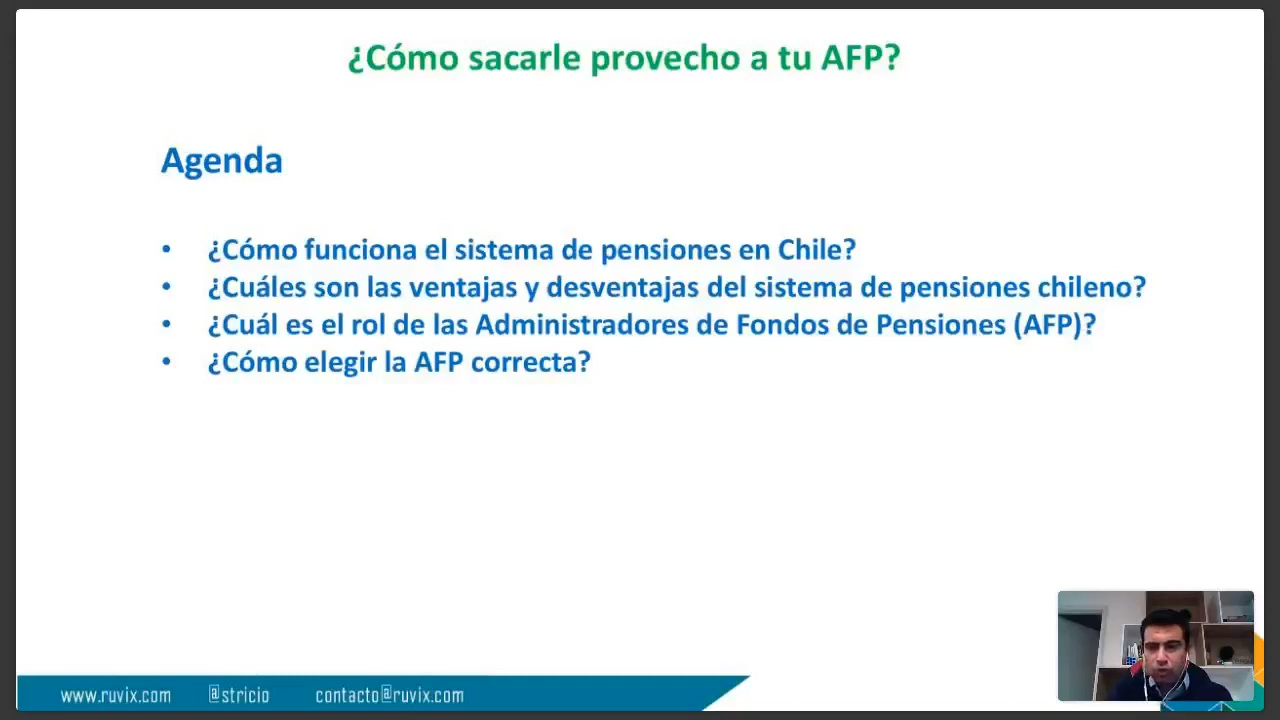 ¿Cómo sacarle provecho a tu AFP?
Agenda
• ¿Cómo funciona el sistema de pensiones en Chile?
• ¿Cuáles son las ventajas y desventajas del sistema de pensiones chileno?
• ¿Cuál es el rol de las Administradores de Fondos de Pensiones (AFP)?
• ¿Cómo elegir la AFP correcta?
www.ruvix.com @stricio contacto@ruvix.com